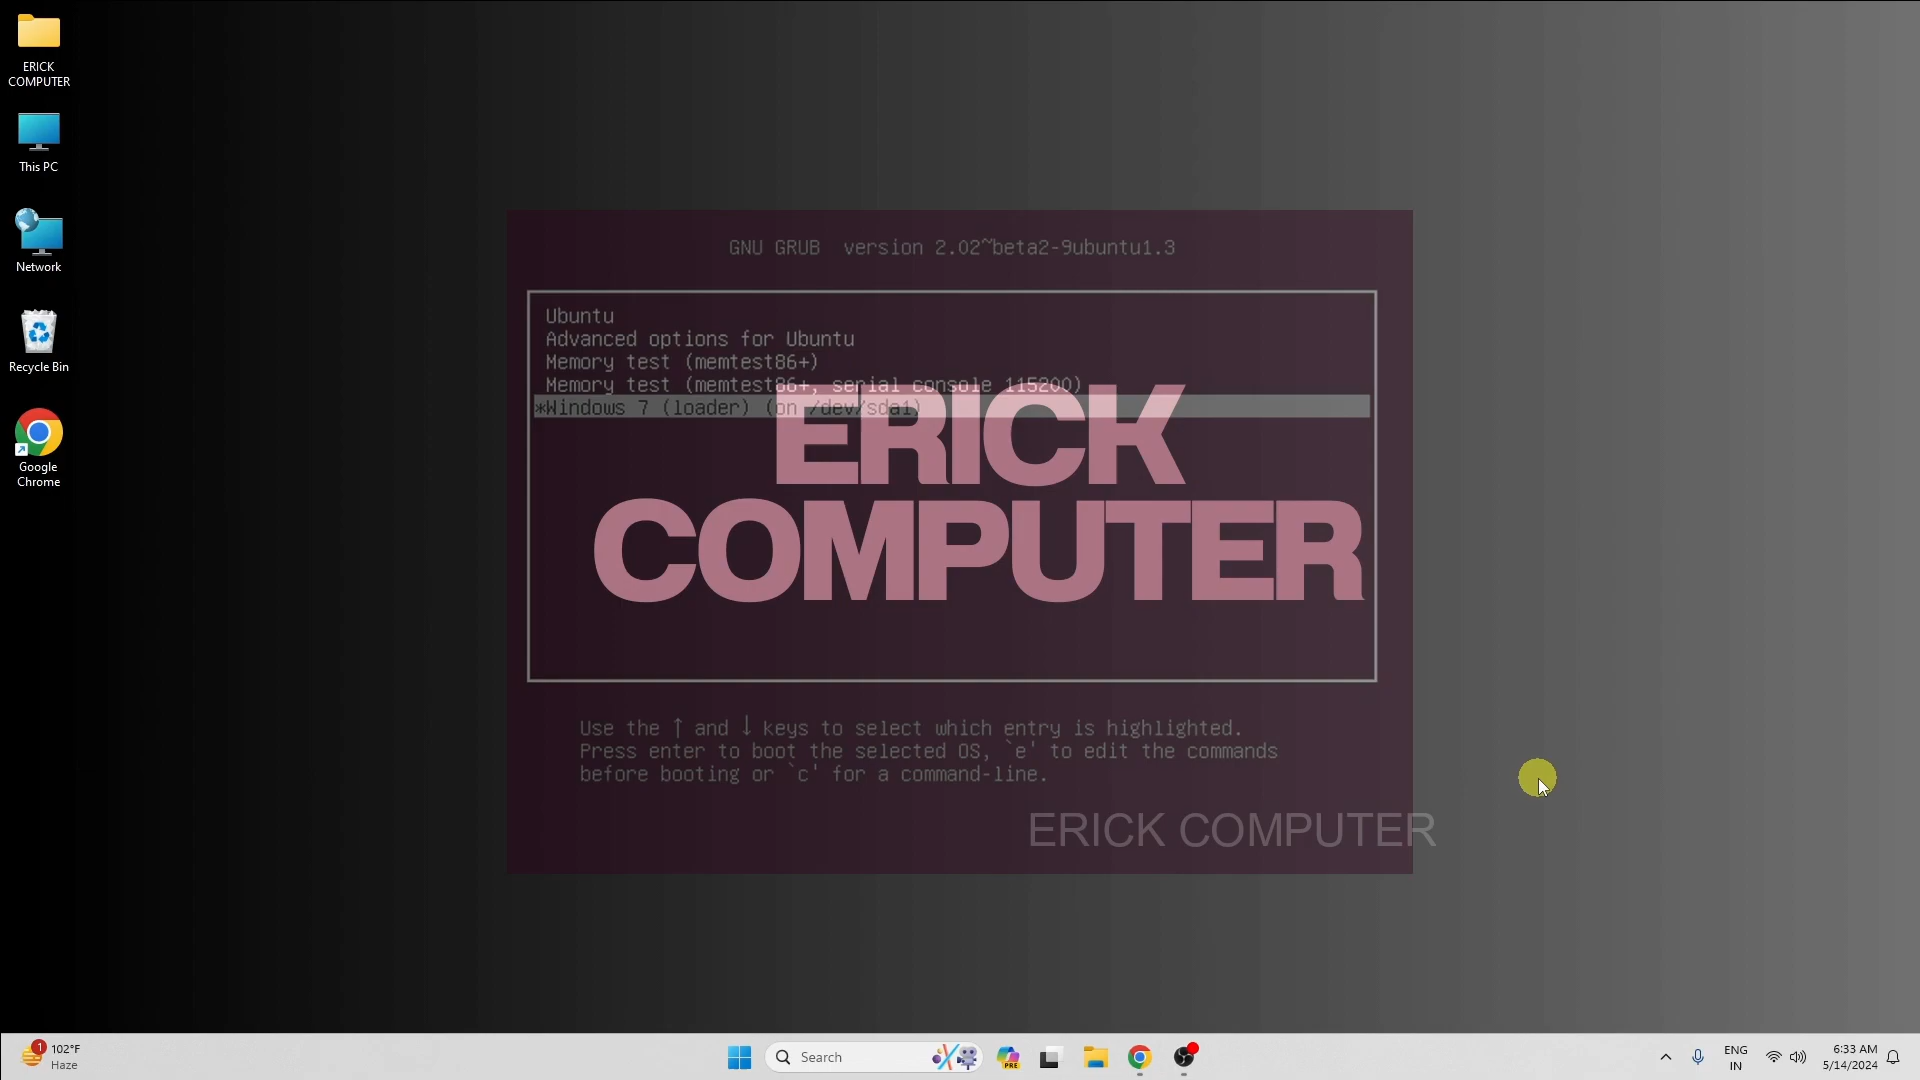 ERICK
COMPUTER
This PC
Network
Recycle Bin
Google
Chrome
GNU GRUB  version 2.02~beta2-9ubuntu1.3
Ubuntu
Advanced options for Ubuntu
Memory test (memtest86+)
Memory test (memtest86+, serial console 115200)
*Windows 7 (loader) (on /dev/sda1)
ERICK
COMPUTER
Use the ↑ and ↓ keys to select which entry is highlighted.
Press enter to boot the selected OS, `e' to edit the commands
before booting or `c' for a command-line.
ERICK COMPUTER
1
102°F
Haze
Search
PRE
ENG
IN
6:33 AM
5/14/2024